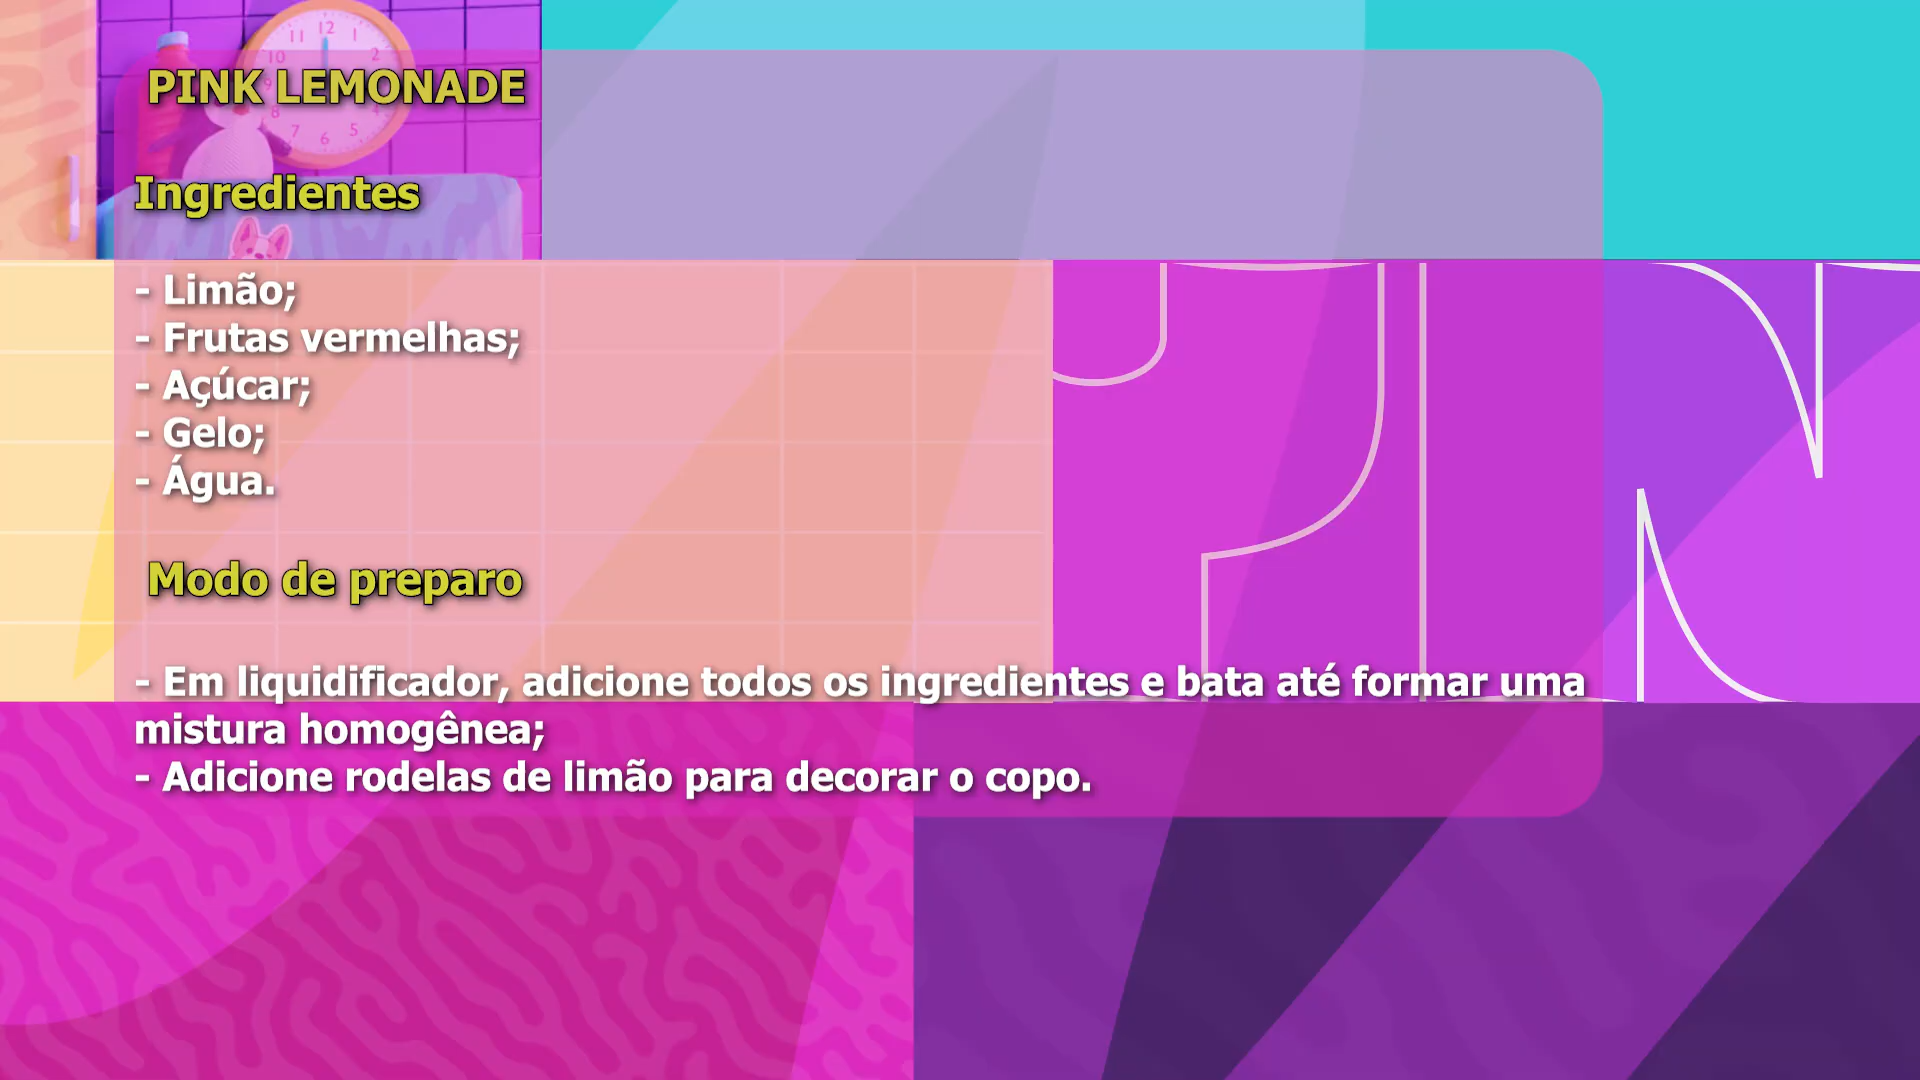 PINK LEMONADE
Ingredientes
- Limão;
- Frutas vermelhas;
- Açúcar;
- Gelo;
- Água.
Modo de preparo
- Em liquidificador, adicione todos os ingredientes e bata até formar uma
mistura homogênea;
- Adicione rodelas de limão para decorar o copo.